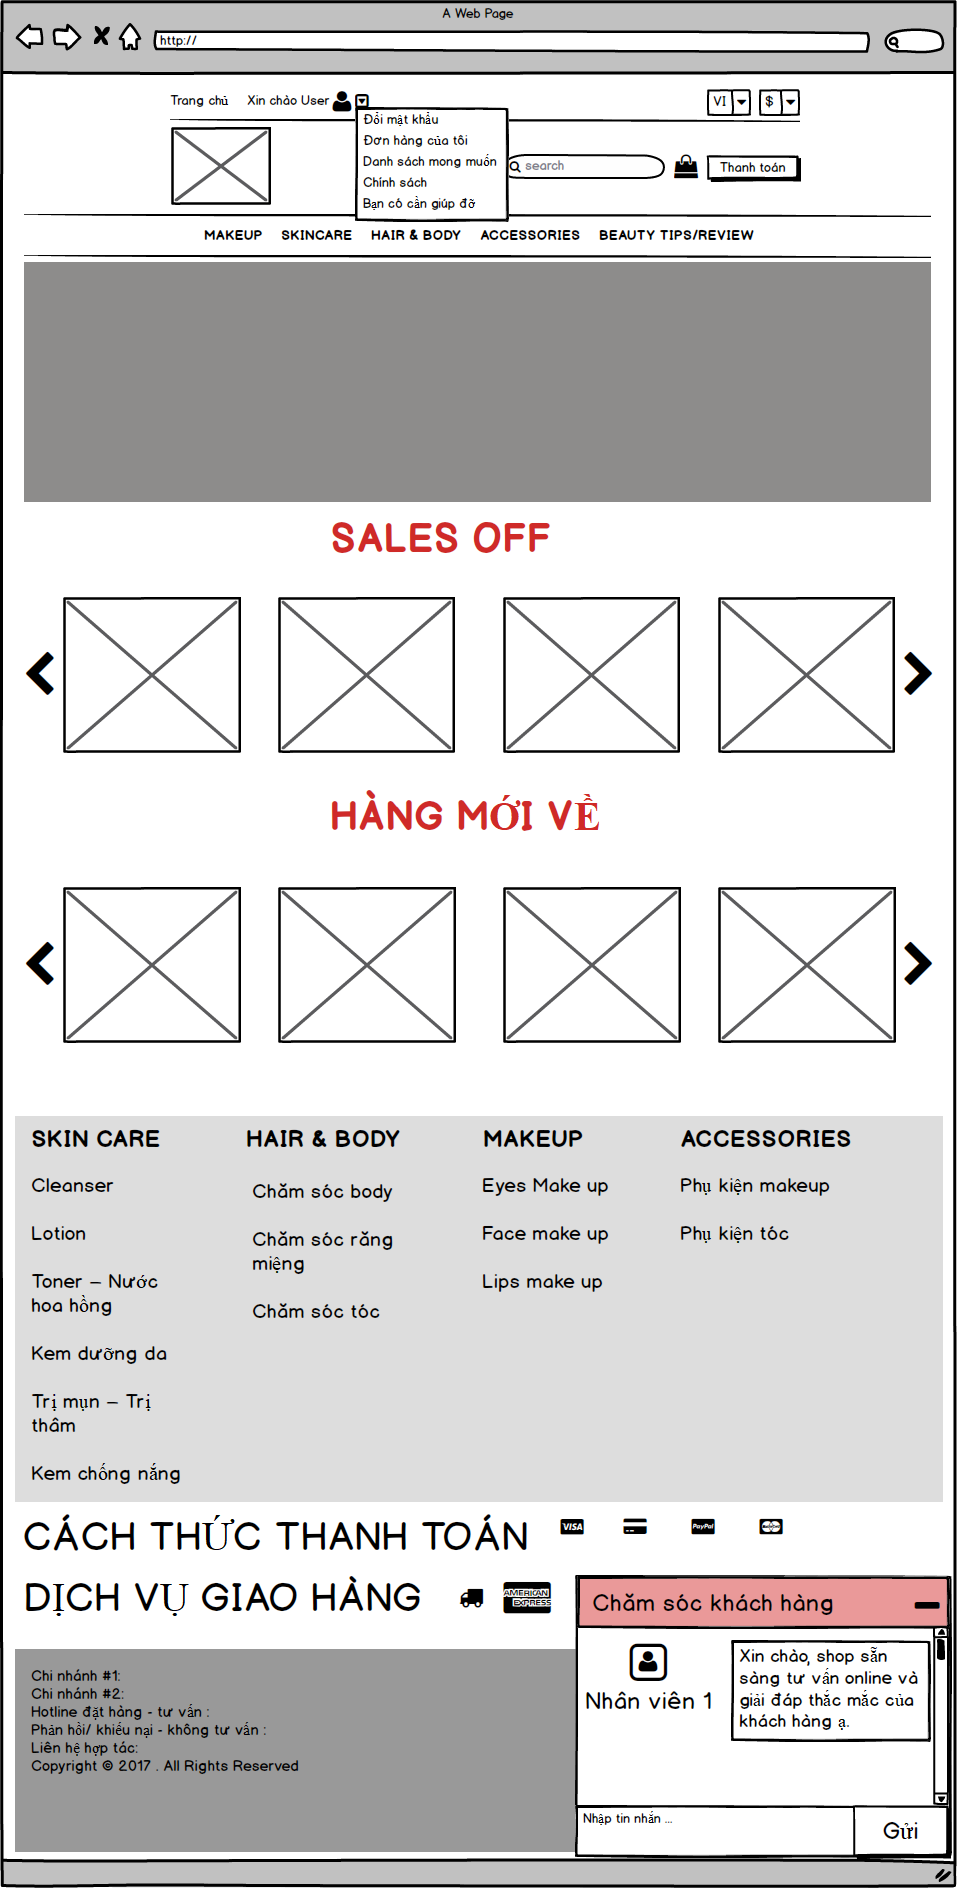 A Web Page
http://
Trang chủ Xin chào User
VI $
Đổi mật khẩu
Đơn hàng của tôi
Danh sách mong muốn
Chính sách
Bạn có cần giúp đỡ
search
Thanh toán
MAKEUP SKINCARE HAIR & BODY ACCESSORIES BEAUTY TIPS/REVIEW
SALES OFF
HÀNG MỚI VỀ
SKIN CARE
Cleanser
Lotion
Toner – Nước
hoa hồng
Kem dưỡng da
Trị mụn – Trị
thâm
Kem chống nắng
HAIR & BODY
Chăm sóc body
Chăm sóc răng
miệng
Chăm sóc tóc
MAKEUP
Eyes Make up
Face make up
Lips make up
ACCESSORIES
Phụ kiện makeup
Phụ kiện tóc
CÁCH THỨC THANH TOÁN
VISA
PayPal
DỊCH VỤ GIAO HÀNG
AMERICAN
EXPRESS
Chi nhánh #1:
Chi nhánh #2:
Hotline đặt hàng - tư vấn :
Phản hồi/ khiếu nại - không tư vấn :
Liên hệ hợp tác:
Copyright © 2017 . All Rights Reserved
Chăm sóc khách hàng
Nhân viên 1
Xin chào, shop sẵn
sàng tư vấn online và
giải đáp thắc mắc của
khách hàng ạ.
Nhập tin nhắn ...
Gửi